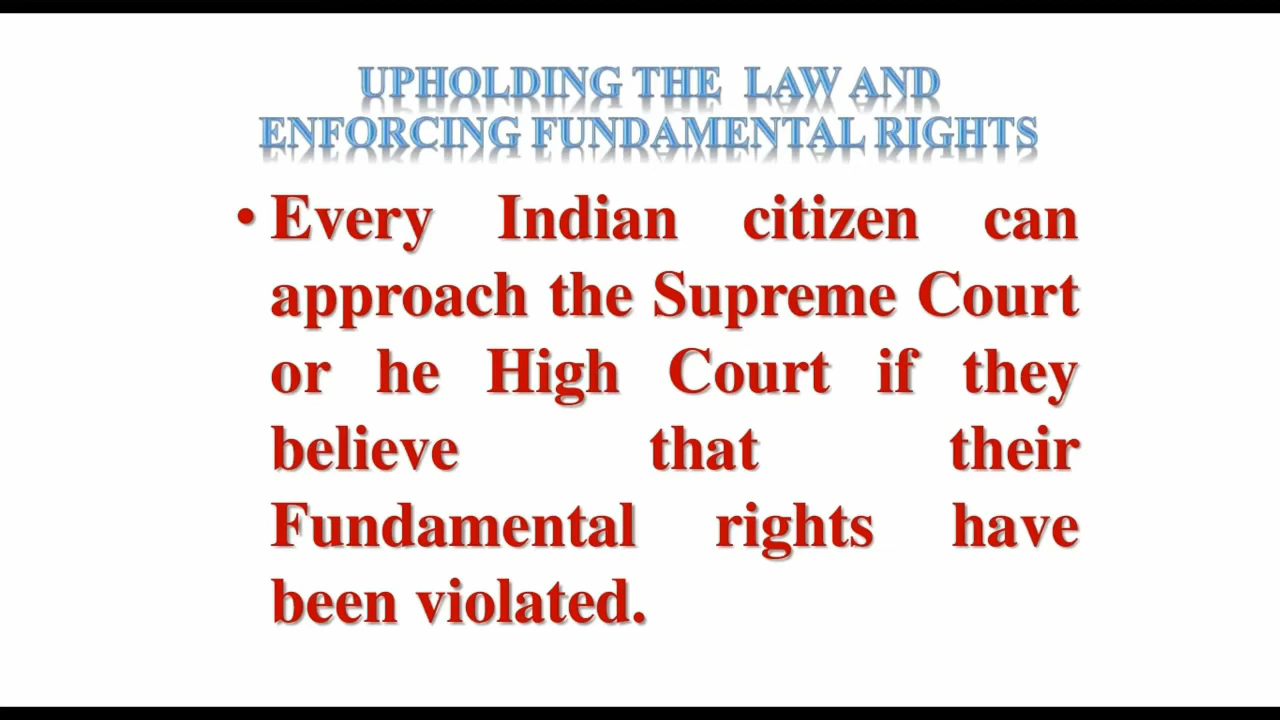 UPHOLDING THE LAW AND
ENFORCING FUNDAMENTAL RIGHTS
• Every Indian citizen can
approach the Supreme Court
or he High Court if they
believe that their
Fundamental rights have
been violated.